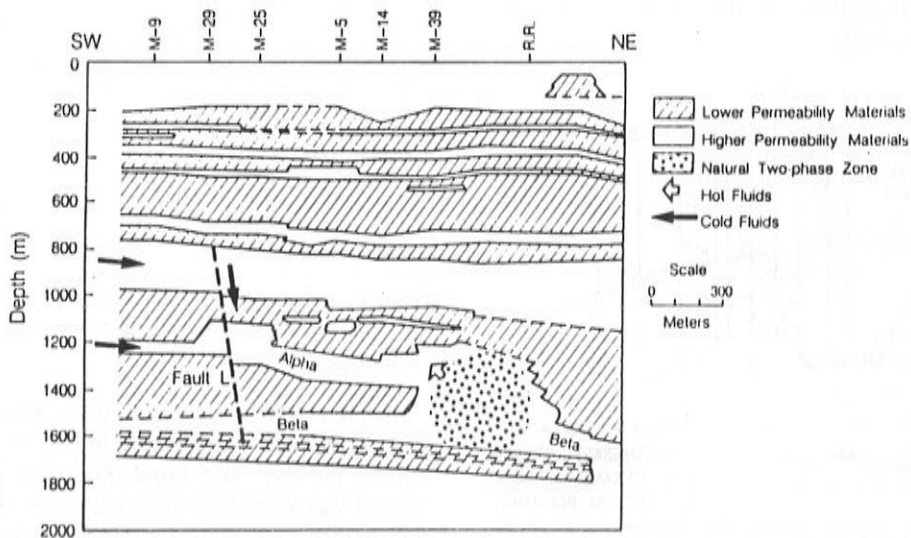 SW M-9 M-29 M-25 M-5 M-14 M-39 R.R. NE
0
200
400
600
800
1000
1200
1400
1600
1800
2000
Depth (m)
Alpha
Fault L
Beta
Beta
Lower Permeability Materials
Higher Permeability Materials
Natural Two-phase Zone
Hot Fluids
Cold Fluids
Scale
0 300
Meters